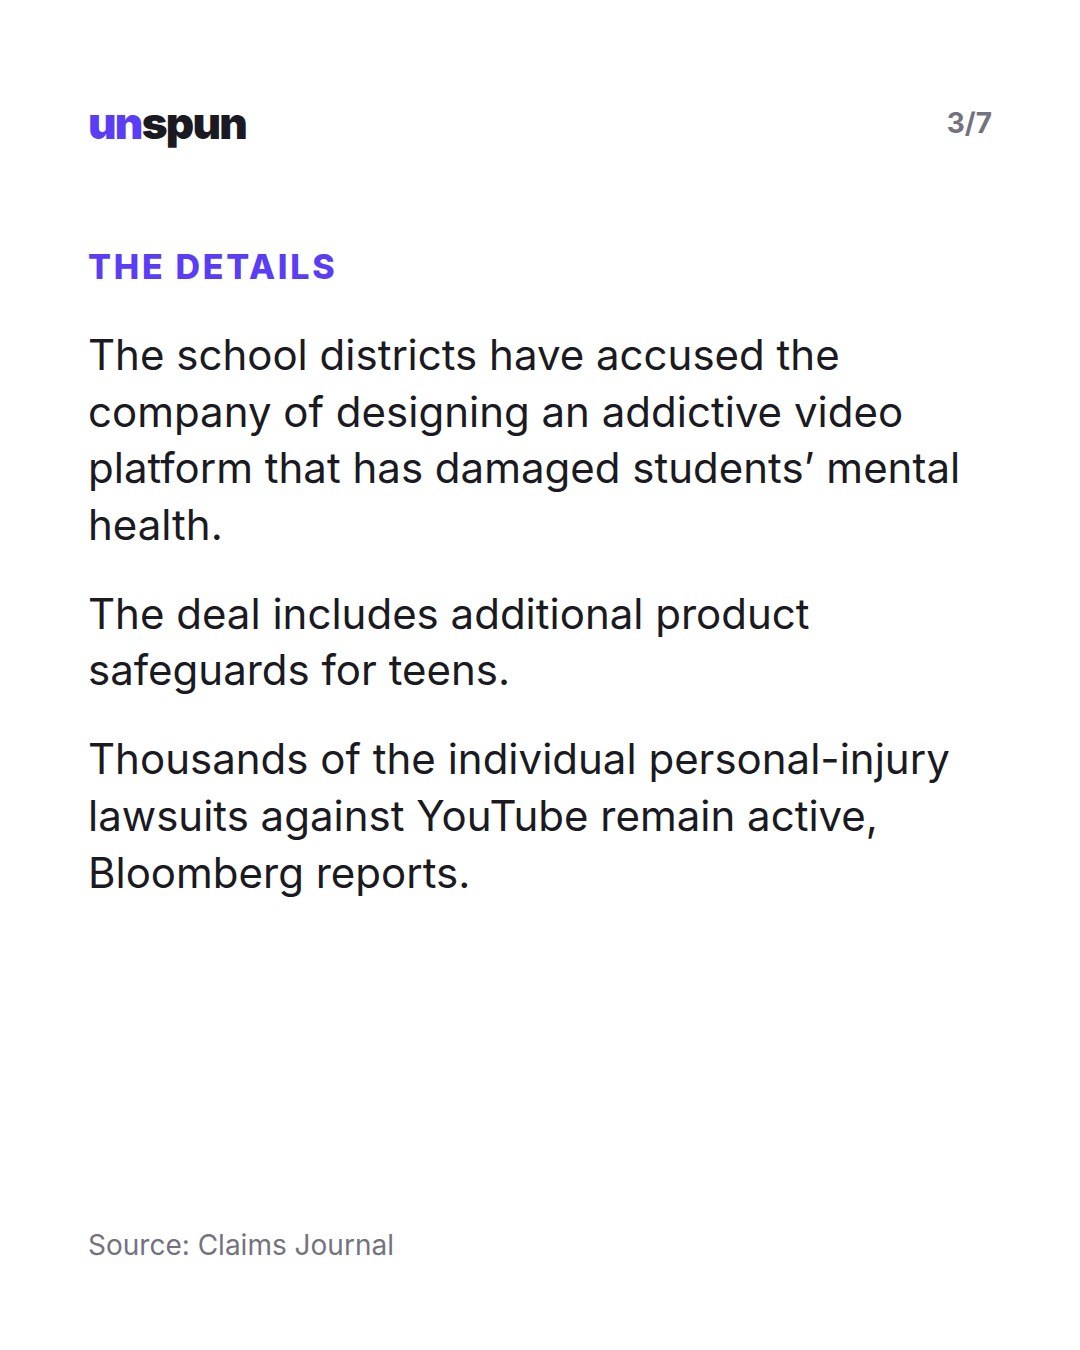 unspun
3/7
THE DETAILS
The school districts have accused the
company of designing an addictive video
platform that has damaged students’ mental
health.
The deal includes additional product
safeguards for teens.
Thousands of the individual personal-injury
lawsuits against YouTube remain active,
Bloomberg reports.
Source: Claims Journal